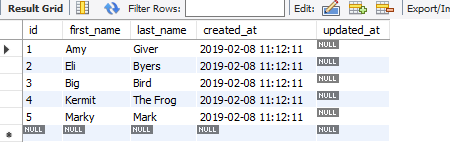 Result Grid Filter Rows: Edit: Export/Im
id first_name last_name created_at updated_at
1 Amy Giver 2019-02-08 11:12:11 NULL
2 Eli Byers 2019-02-08 11:12:11 NULL
3 Big Bird 2019-02-08 11:12:11 NULL
4 Kermit The Frog 2019-02-08 11:12:11 NULL
5 Marky Mark 2019-02-08 11:12:11 NULL
NULL NULL NULL NULL NULL